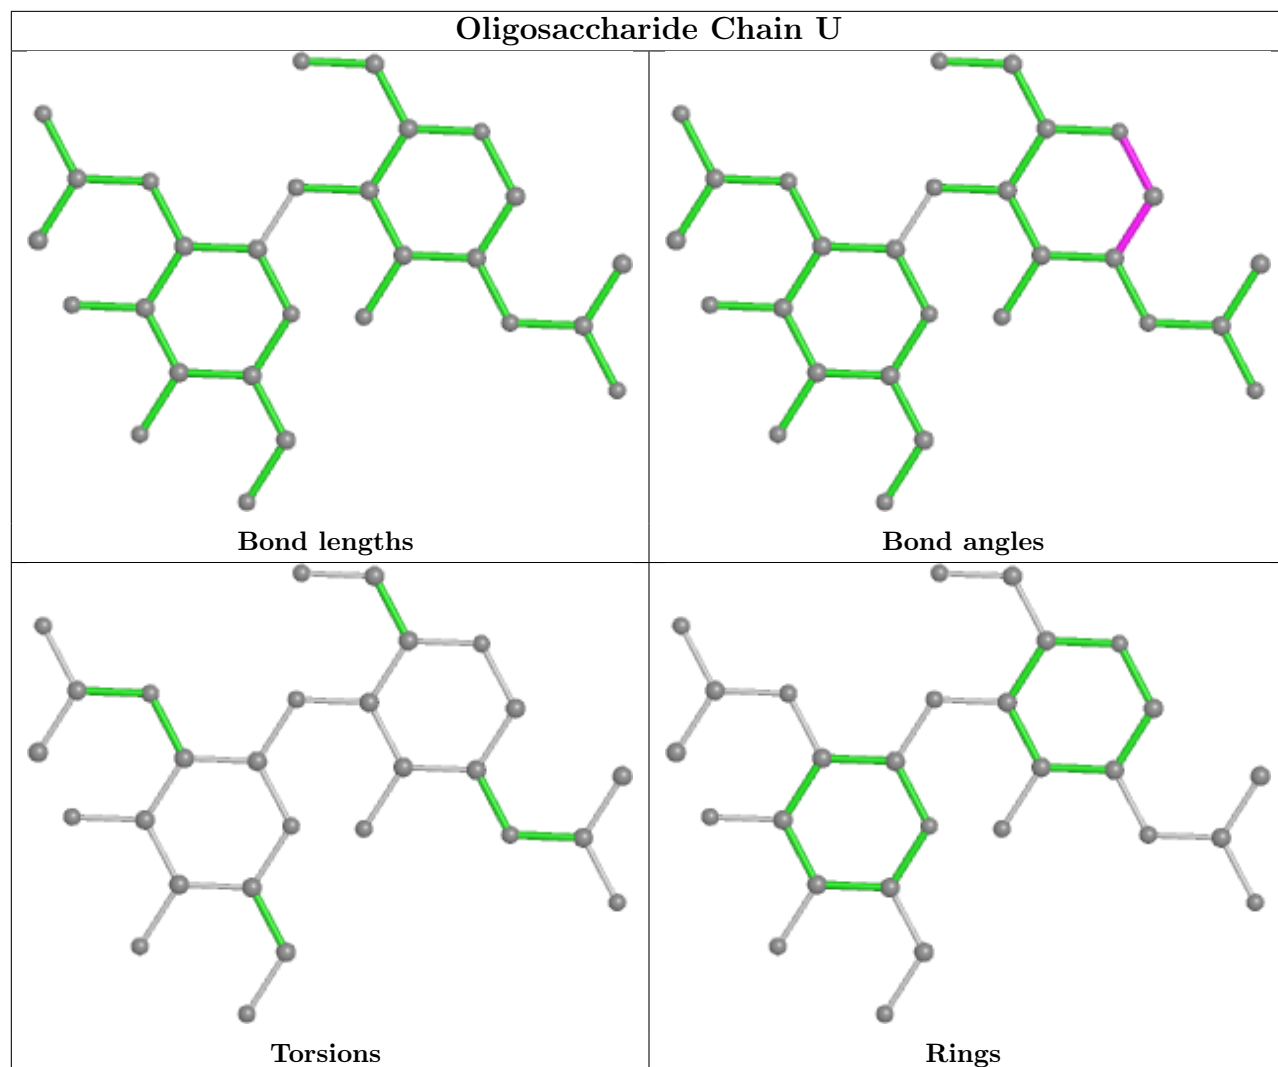 Oligosaccharide Chain U
Bond lengths
Bond angles
Torsions
Rings